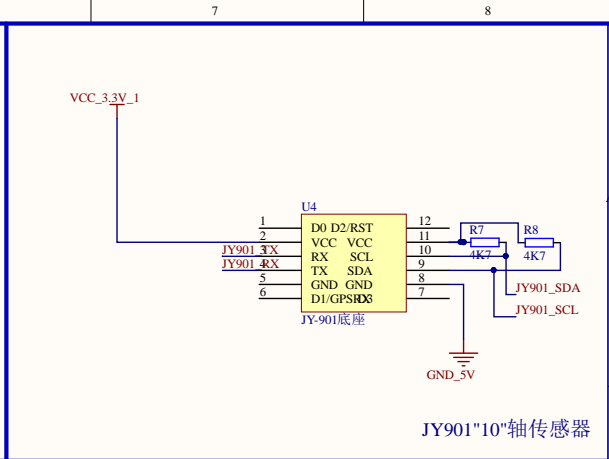 7
8
VCC_3.3V_1
U4
1
D0
D2/RST
12
2
VCC
VCC
11
JY901_TX
3
RX
SCL
10
JY901_RX
4
TX
SDA
9
5
GND
GND
8
6
D1/GPSRX
D3
7
JY-901底座
R7
4K7
R8
4K7
JY901_SDA
JY901_SCL
GND_5V
JY901"10"轴传感器